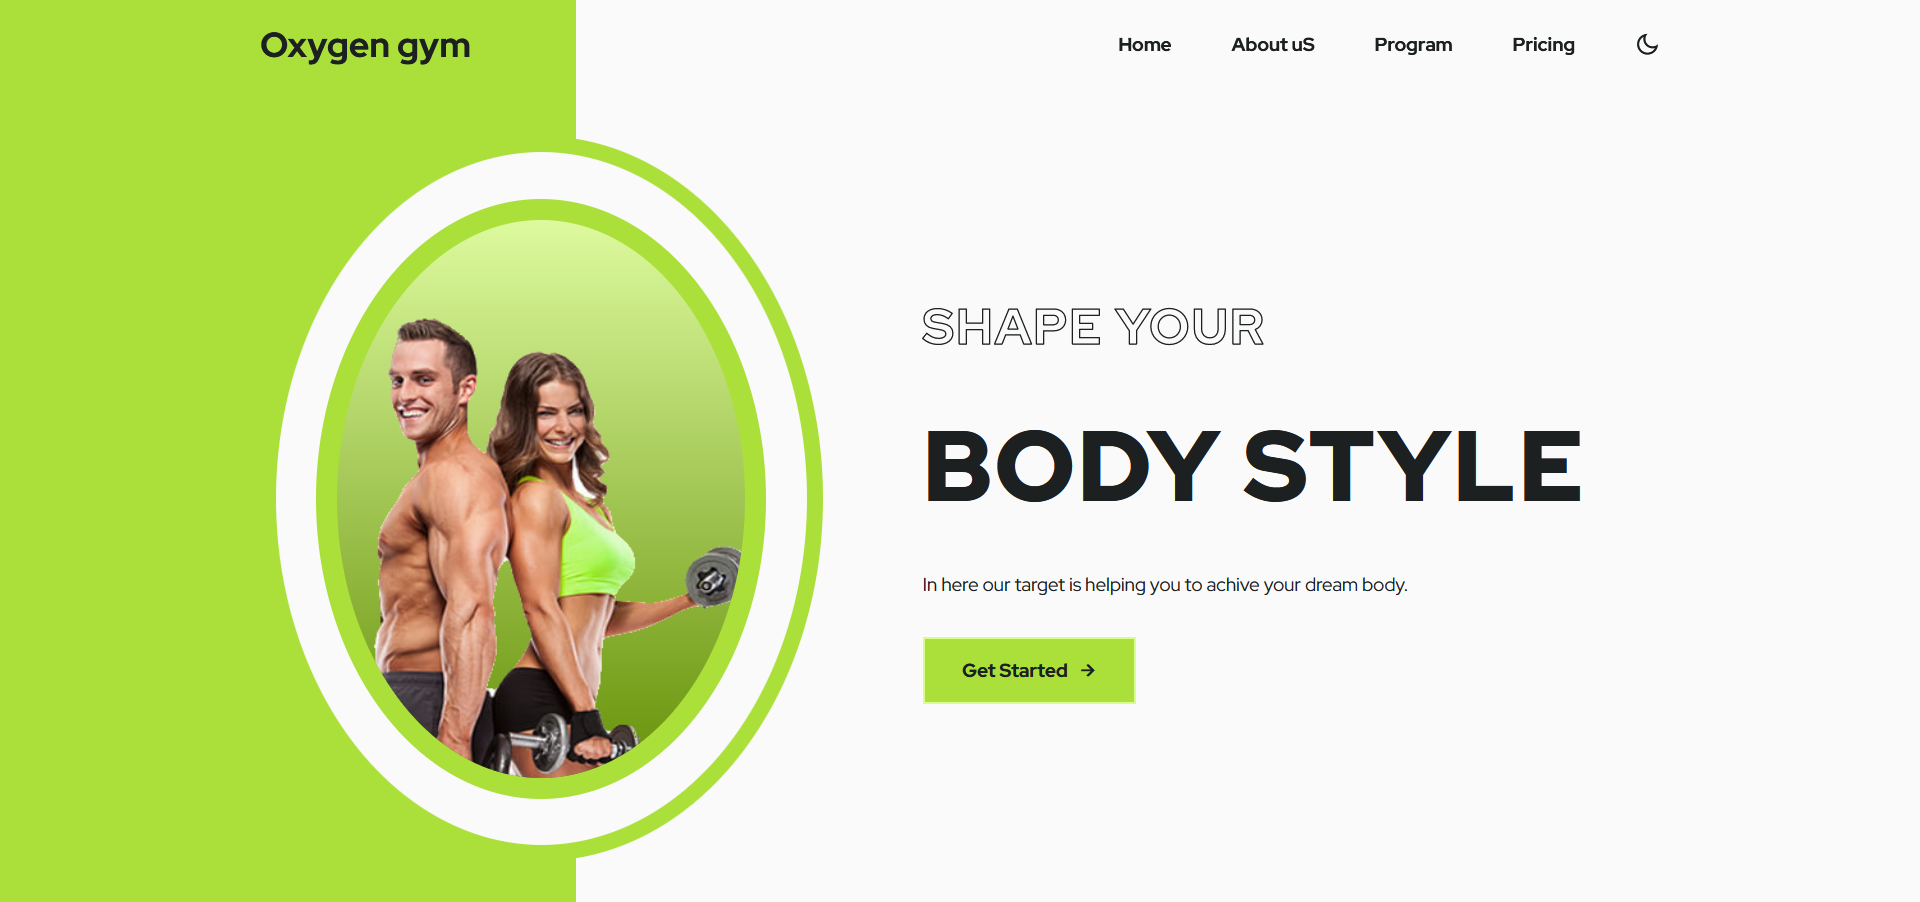 Oxygen gym
Home About uS Program Pricing
SHAPE YOUR
BODY STYLE
In here our target is helping you to achive your dream body.
Get Started →